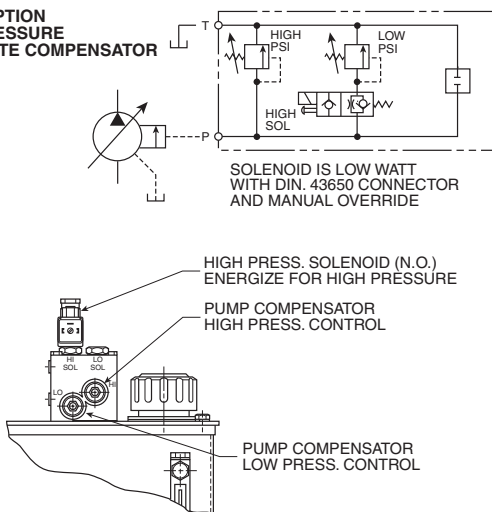 PTION
ESSURE
TE COMPENSATOR
T
HIGH
PSI
LOW
PSI
HIGH
SOL
P
SOLENOID IS LOW WATT
WITH DIN. 43650 CONNECTOR
AND MANUAL OVERRIDE
HIGH PRESS. SOLENOID (N.O.)
ENERGIZE FOR HIGH PRESSURE
PUMP COMPENSATOR
HIGH PRESS. CONTROL
HI
SOL
LO
SOL
HI
LO
PUMP COMPENSATOR
LOW PRESS. CONTROL